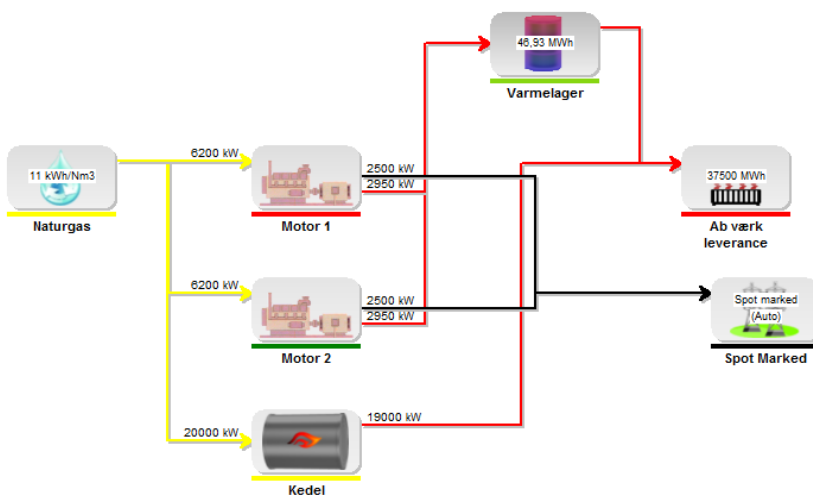 46,93 MWh
Varmelager
11 kWh/Nm3
Naturgas
6200 kW
2500 kW
2950 kW
Motor 1
37500 MWh
Ab værk
leverance
6200 kW
2500 kW
2950 kW
Motor 2
Spot marked
(Auto)
Spot Marked
20000 kW
19000 kW
Kedel